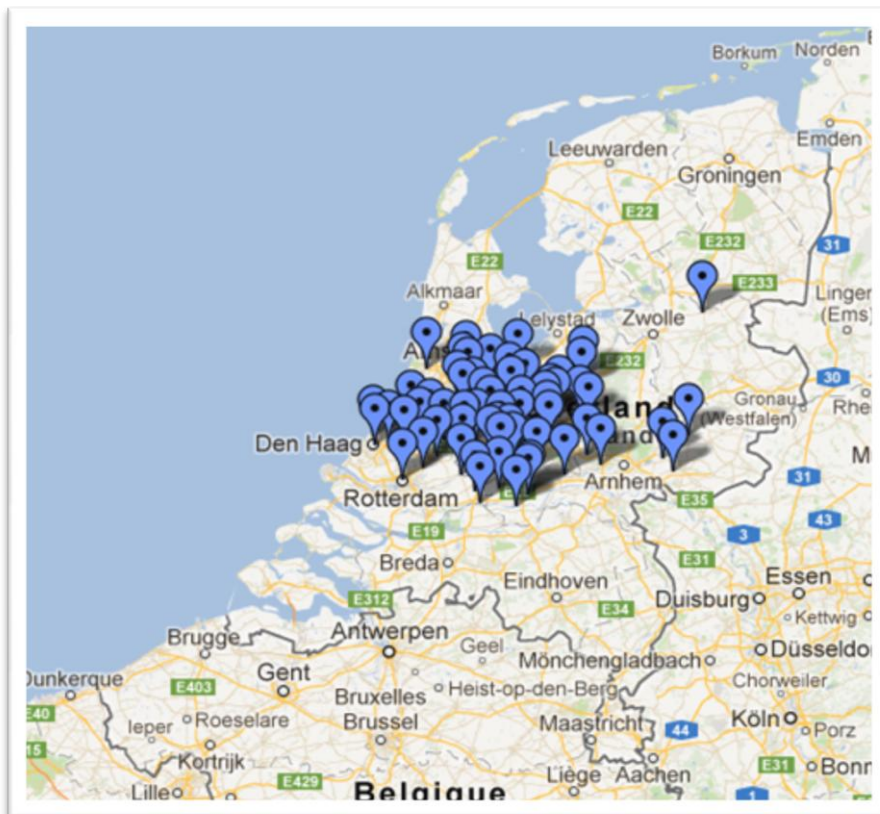 Borkum
Norden
Emden
Leeuwarden
Groningen
E22
E232
31
E22
E233
Alkmaar
Lelystad
Zwolle
Lingen
(Ems)
E232
30
Gronau
(Westfalen)
Den Haag
Arnhem
31
Rotterdam
E35
43
E19
3
Breda
E31
Eindhoven
Essen
E312
E34
Duisburg
Kettwig
Brugge
Antwerpen
Geel
Mönchengladbach
Dunkerque
Gent
Chorweiler
E403
Bruxelles
Heist-op-den-Berg
E40
Roeselare
Brussel
Maastricht
Köln
Ieper
44
Porz
Kortrijk
E31
Bonn
E429
Liège
Aachen
Lille
Belgique
1